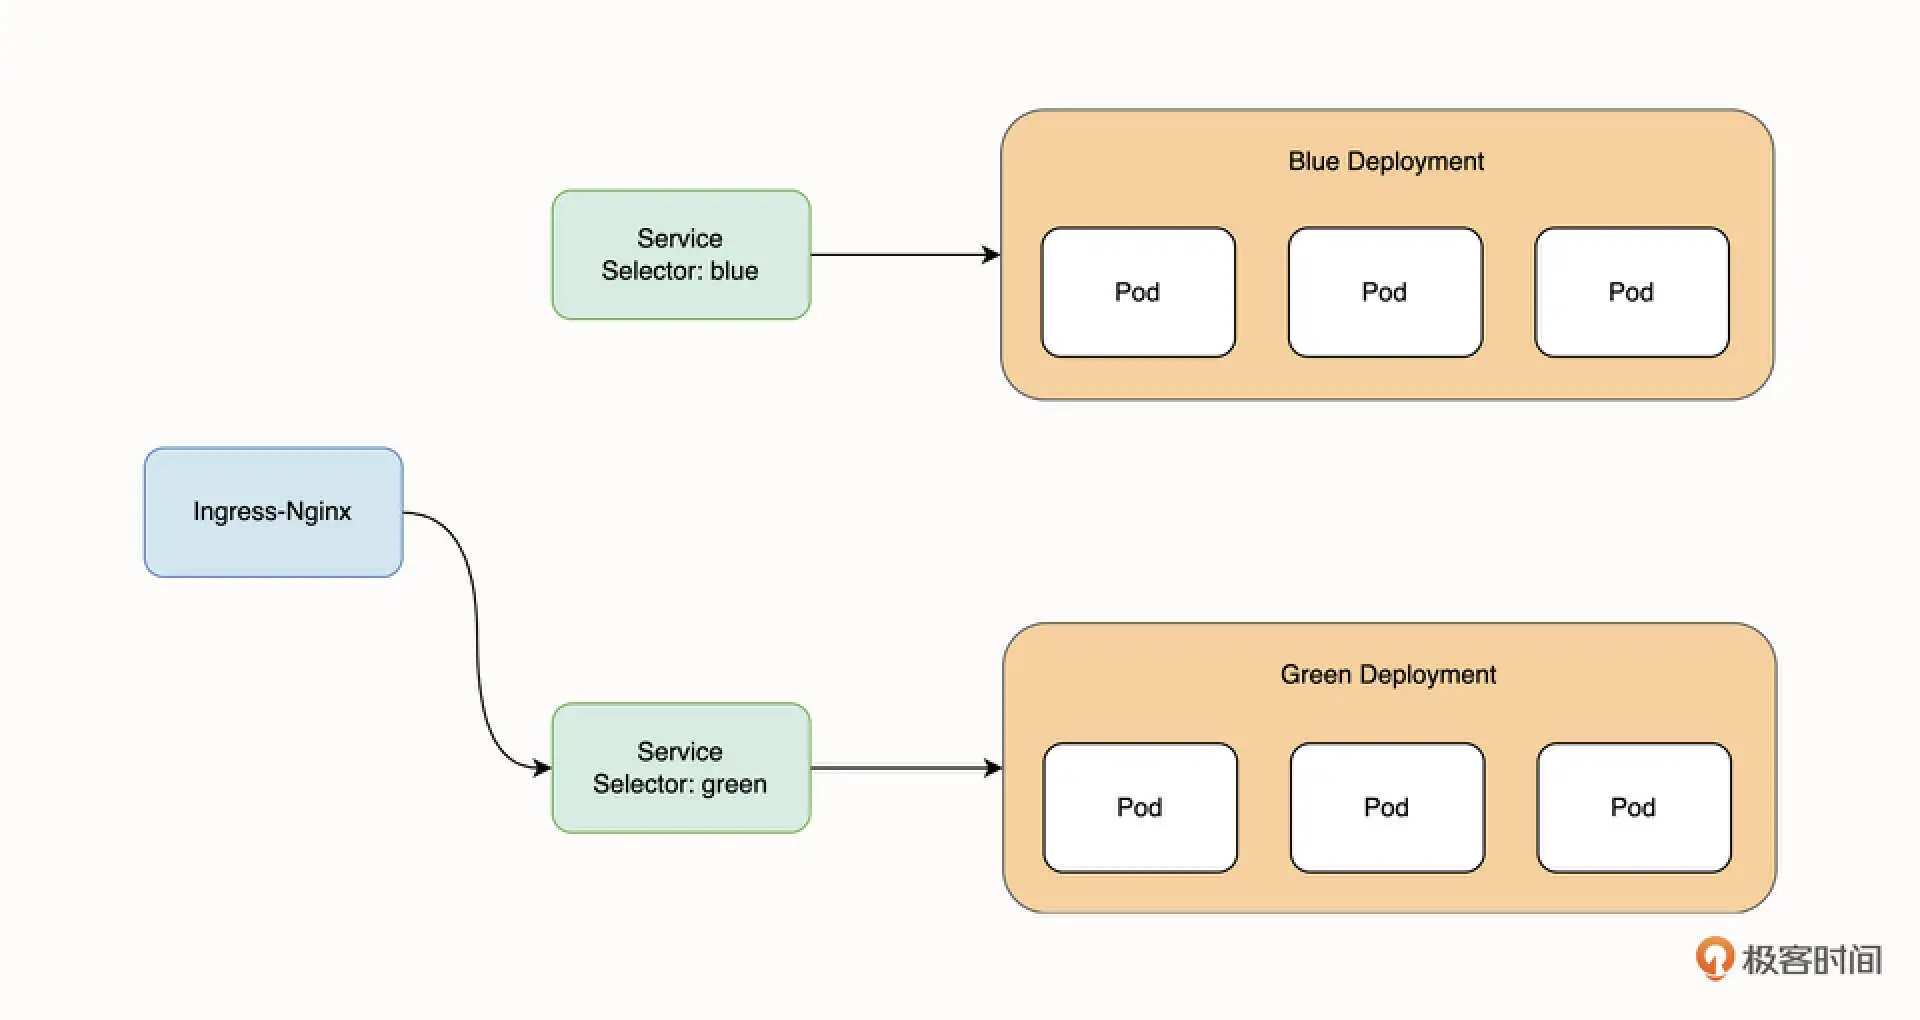 Blue Deployment
Service
Selector: blue
Pod
Pod
Pod
Ingress-Nginx
Green Deployment
Service
Selector: green
Pod
Pod
Pod
极客时间